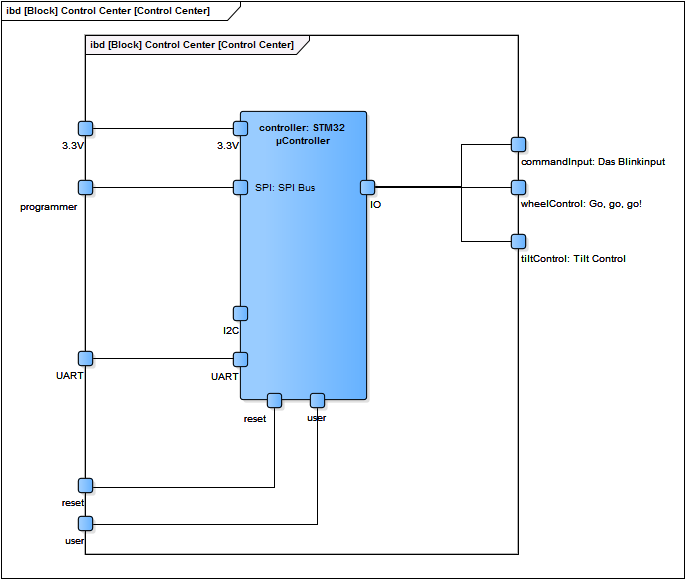 ibd [Block] Control Center [Control Center]
ibd [Block] Control Center [Control Center]
controller: STM32
µController
3.3V
3.3V
commandInput: Das Blinkinput
SPI: SPI Bus
programmer
IO
wheelControl: Go, go, go!
tiltControl: Tilt Control
I2C
UART
UART
reset
user
reset
user